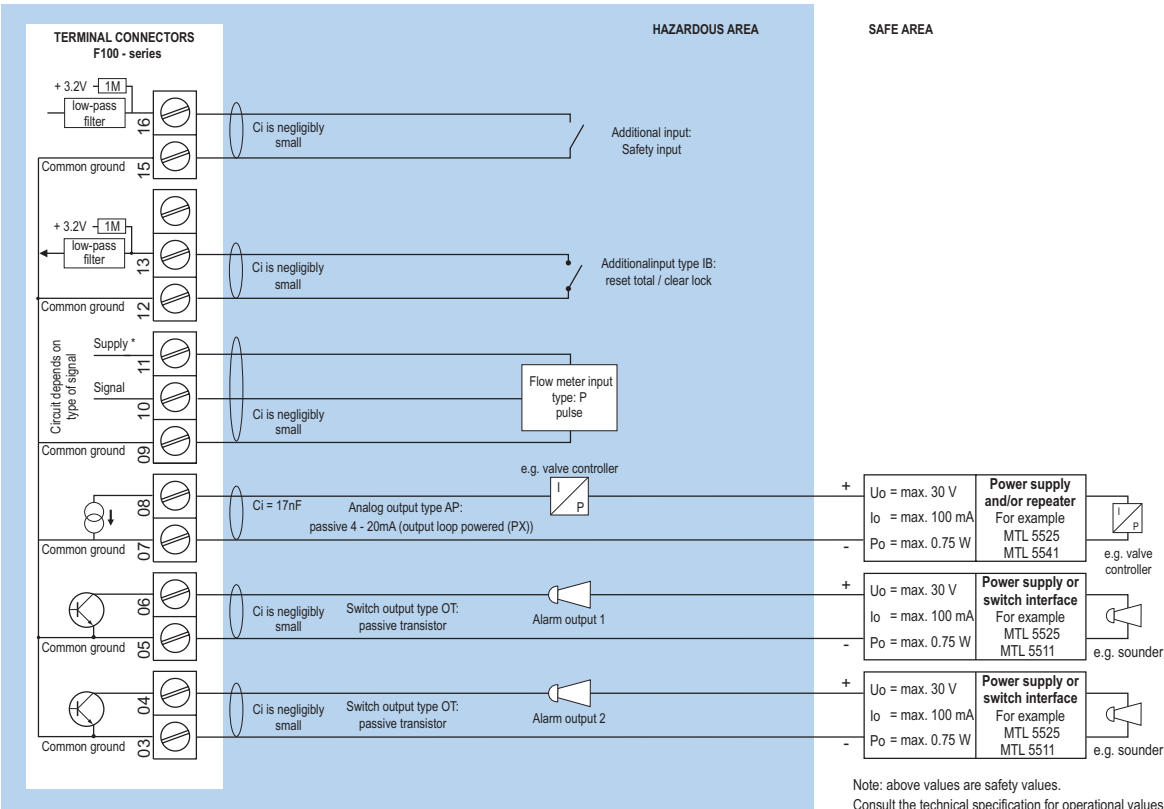 HAZARDOUS AREA
SAFE AREA
TERMINAL CONNECTORS
F100 - series
+ 3.2V
1M
low-pass
filter
16
Ci is negligibly
small
Additional input:
Safety input
Common ground
15
+ 3.2V
1M
low-pass
filter
13
Ci is negligibly
small
Additionalinput type IB:
reset total / clear lock
Common ground
12
Circuit depends on
type of signal
Supply *
11
Signal
10
Flow meter input
type: P
pulse
Ci is negligibly
small
Common ground
09
08
Ci = 17nF
Analog output type AP:
passive 4 - 20mA (output loop powered (PX))
e.g. valve controller
I
P
Common ground
07
+
-
Uo = max. 30 V
Io = max. 100 mA
Po = max. 0.75 W
Power supply
and/or repeater
For example
MTL 5525
MTL 5541
I
P
e.g. valve
controller
06
Ci is negligibly
small
Switch output type OT:
passive transistor
Alarm output 1
Common ground
05
+
-
Uo = max. 30 V
Io = max. 100 mA
Po = max. 0.75 W
Power supply or
switch interface
For example
MTL 5525
MTL 5511
e.g. sounder
04
Ci is negligibly
small
Switch output type OT:
passive transistor
Alarm output 2
Common ground
03
+
-
Uo = max. 30 V
Io = max. 100 mA
Po = max. 0.75 W
Power supply or
switch interface
For example
MTL 5525
MTL 5511
e.g. sounder
Note: above values are safety values.
Consult the technical specification for operational values